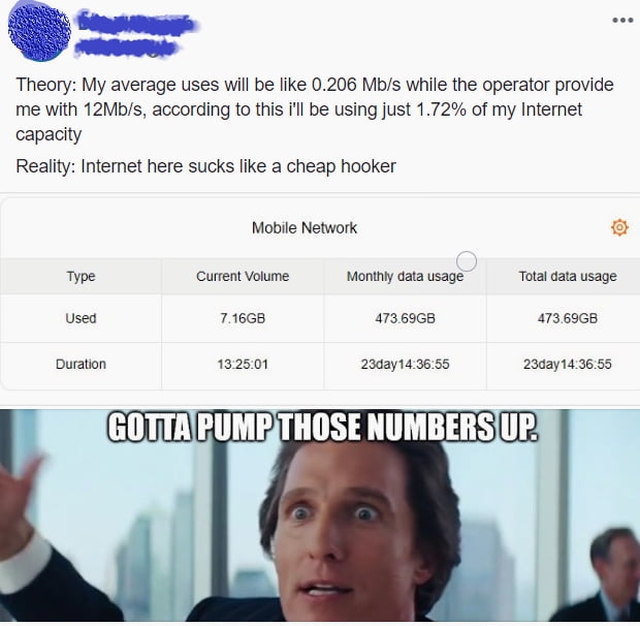 Theory: My average uses will be like 0.206 Mb/s while the operator provide
me with 12Mb/s, according to this i'll be using just 1.72% of my Internet
capacity
Reality: Internet here sucks like a cheap hooker
Mobile Network
Type Current Volume Monthly data usage Total data usage
Used 7.16GB 473.69GB 473.69GB
Duration 13:25:01 23day14:36:55 23day14:36:55
GOTTA PUMP THOSE NUMBERS UP.